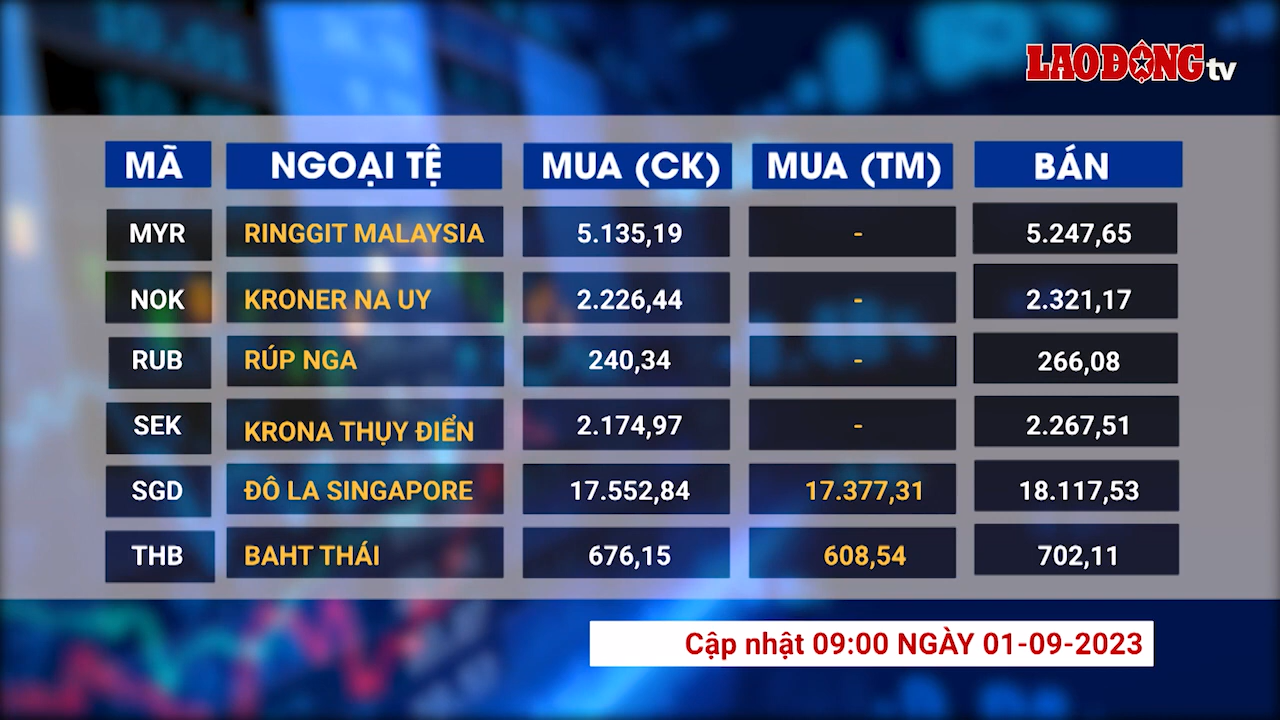 LAO ĐỘNG tv
MÃ NGOẠI TỆ MUA (CK) MUA (TM) BÁN
MYR RINGGIT MALAYSIA 5.135,19 - 5.247,65
NOK KRONER NA UY 2.226,44 - 2.321,17
RUB RÚP NGA 240,34 - 266,08
SEK KRONA THỤY ĐIỂN 2.174,97 - 2.267,51
SGD ĐÔ LA SINGAPORE 17.552,84 17.377,31 18.117,53
THB BAHT THÁI 676,15 608,54 702,11
Cập nhật 09:00 NGÀY 01-09-2023